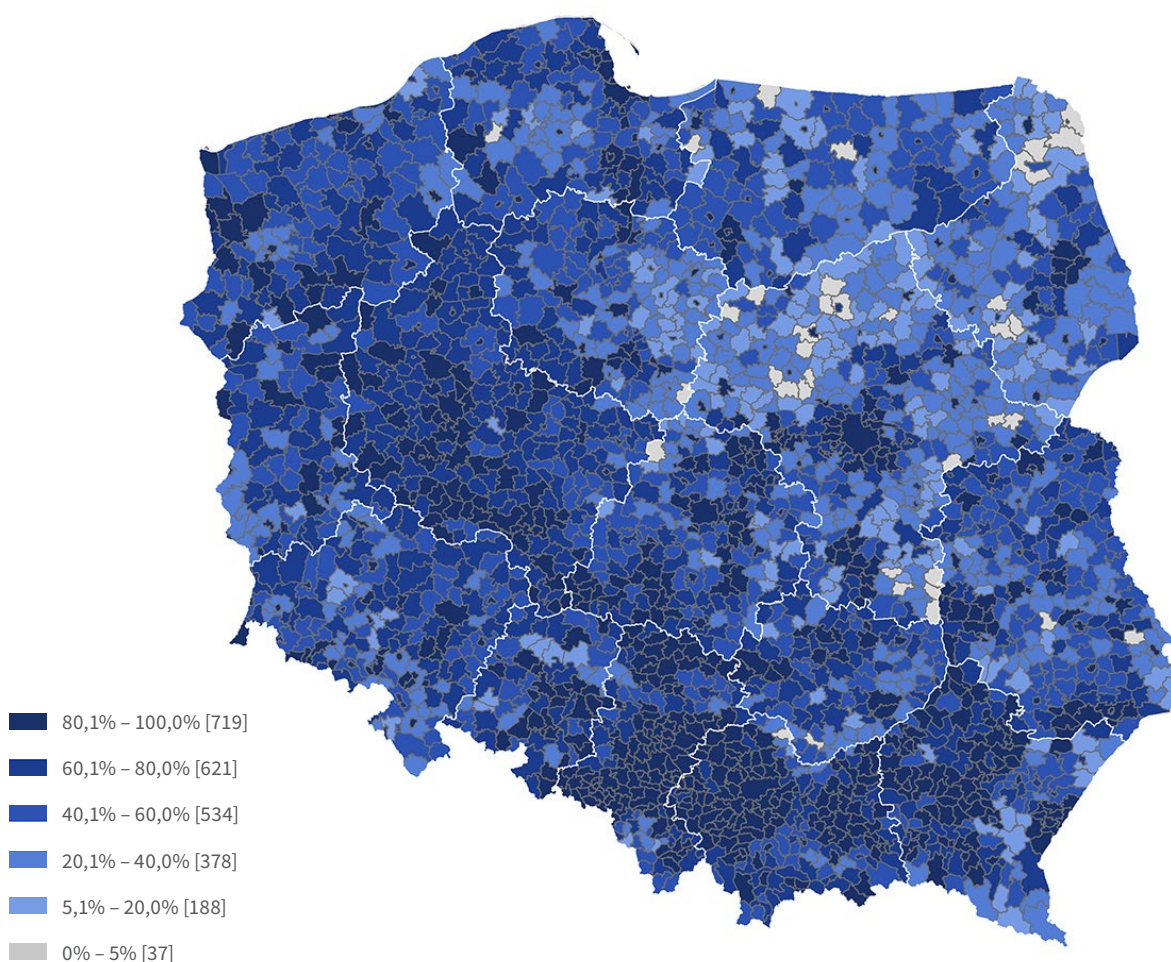 80,1% – 100,0% [719]
60,1% – 80,0% [621]
40,1% – 60,0% [534]
20,1% – 40,0% [378]
5,1% – 20,0% [188]
0% – 5% [37]